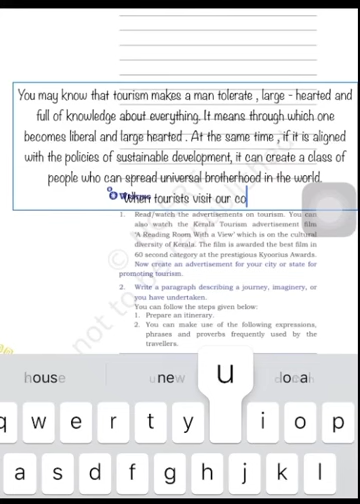 You may know that tourism makes a man tolerate , large - hearted and
full of knowledge about everything. It means through which one
becomes liberal and large hearted . At the same time , if it is aligned
with the policies of sustainable development, it can create a class of
people who can spread universal brotherhood in the world.
When tourists visit our co
1. Read/watch the advertisements on tourism. You can
also watch the Kerala Tourism advertisement film
'A Reading Room With a View' which is on the cultural
diversity of Kerala. The film is awarded the best film in
60 second category at the prestigious Kyoorius Awards.
Now create an advertisement for your city or state for
promoting tourism.
2. Write a paragraph describing a journey, imaginery, or
you have undertaken.
You can follow the steps given below:
1. Prepare an itinerary.
2. You can make use of the following expressions,
phrases and proverbs frequently used by the
travellers.
house new U local
q w e r t y i o p
a s d f g h j k l